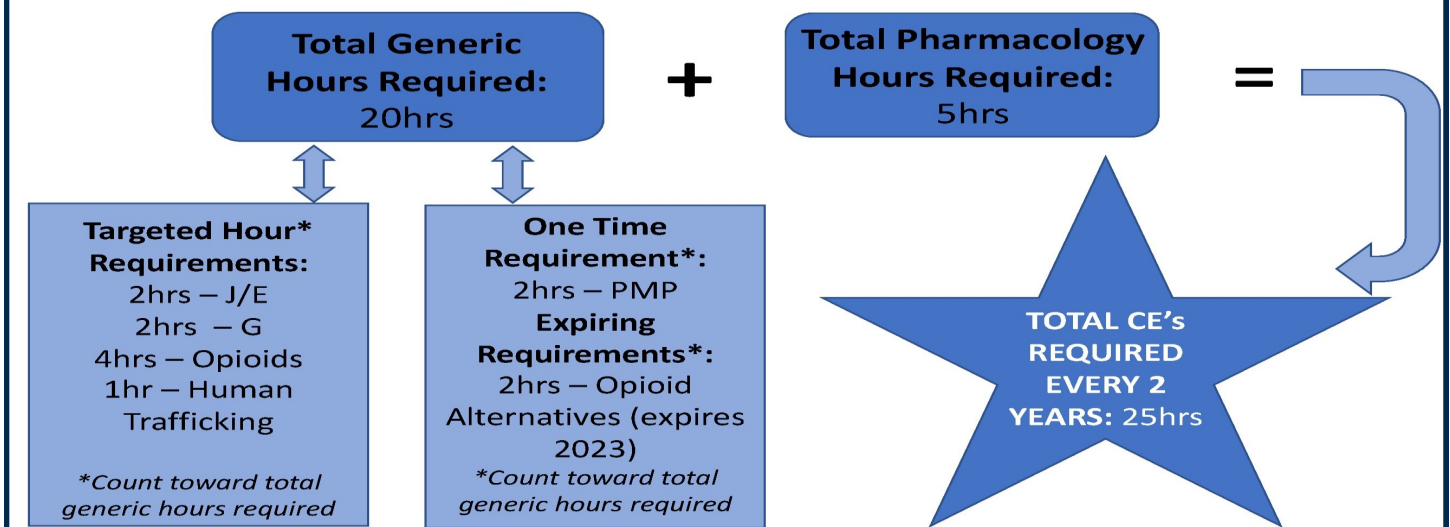 Total Generic
Hours Required:
20hrs
+
Total Pharmacology
Hours Required:
5hrs
=
Targeted Hour*
Requirements:
2hrs – J/E
2hrs – G
4hrs – Opioids
1hr – Human
Trafficking
*Count toward total
generic hours required
One Time
Requirement*:
2hrs – PMP
Expiring
Requirements*:
2hrs – Opioid
Alternatives (expires
2023)
*Count toward total
generic hours required
TOTAL CE’s
REQUIRED
EVERY 2
YEARS: 25hrs